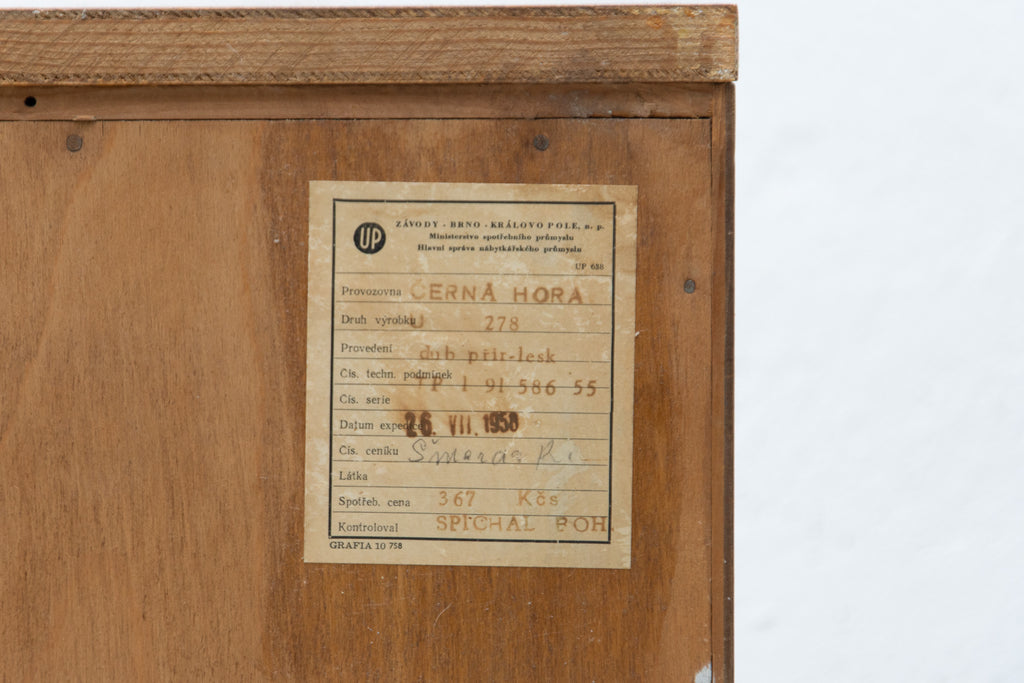 UP
ZÁVODY - BRNO - KRÁLOVO POLE, n. p.
Ministerstvo spotřebního průmyslu
Hlavní správa nábytkářského průmyslu
UP 638
Provozovna ČERNÁ HORA
Druh výrobku U 278
Provedení dub přír-lesk
Čís. techn. podmínek TP 1 91 586 55
Čís. serie
Datum expedice 26. VII. 1958
Čís. ceníku
Látka
Spotřeb. cena 367 Kčs
Kontroloval SPÍCHAL BOH.
GRAFIA 10 758